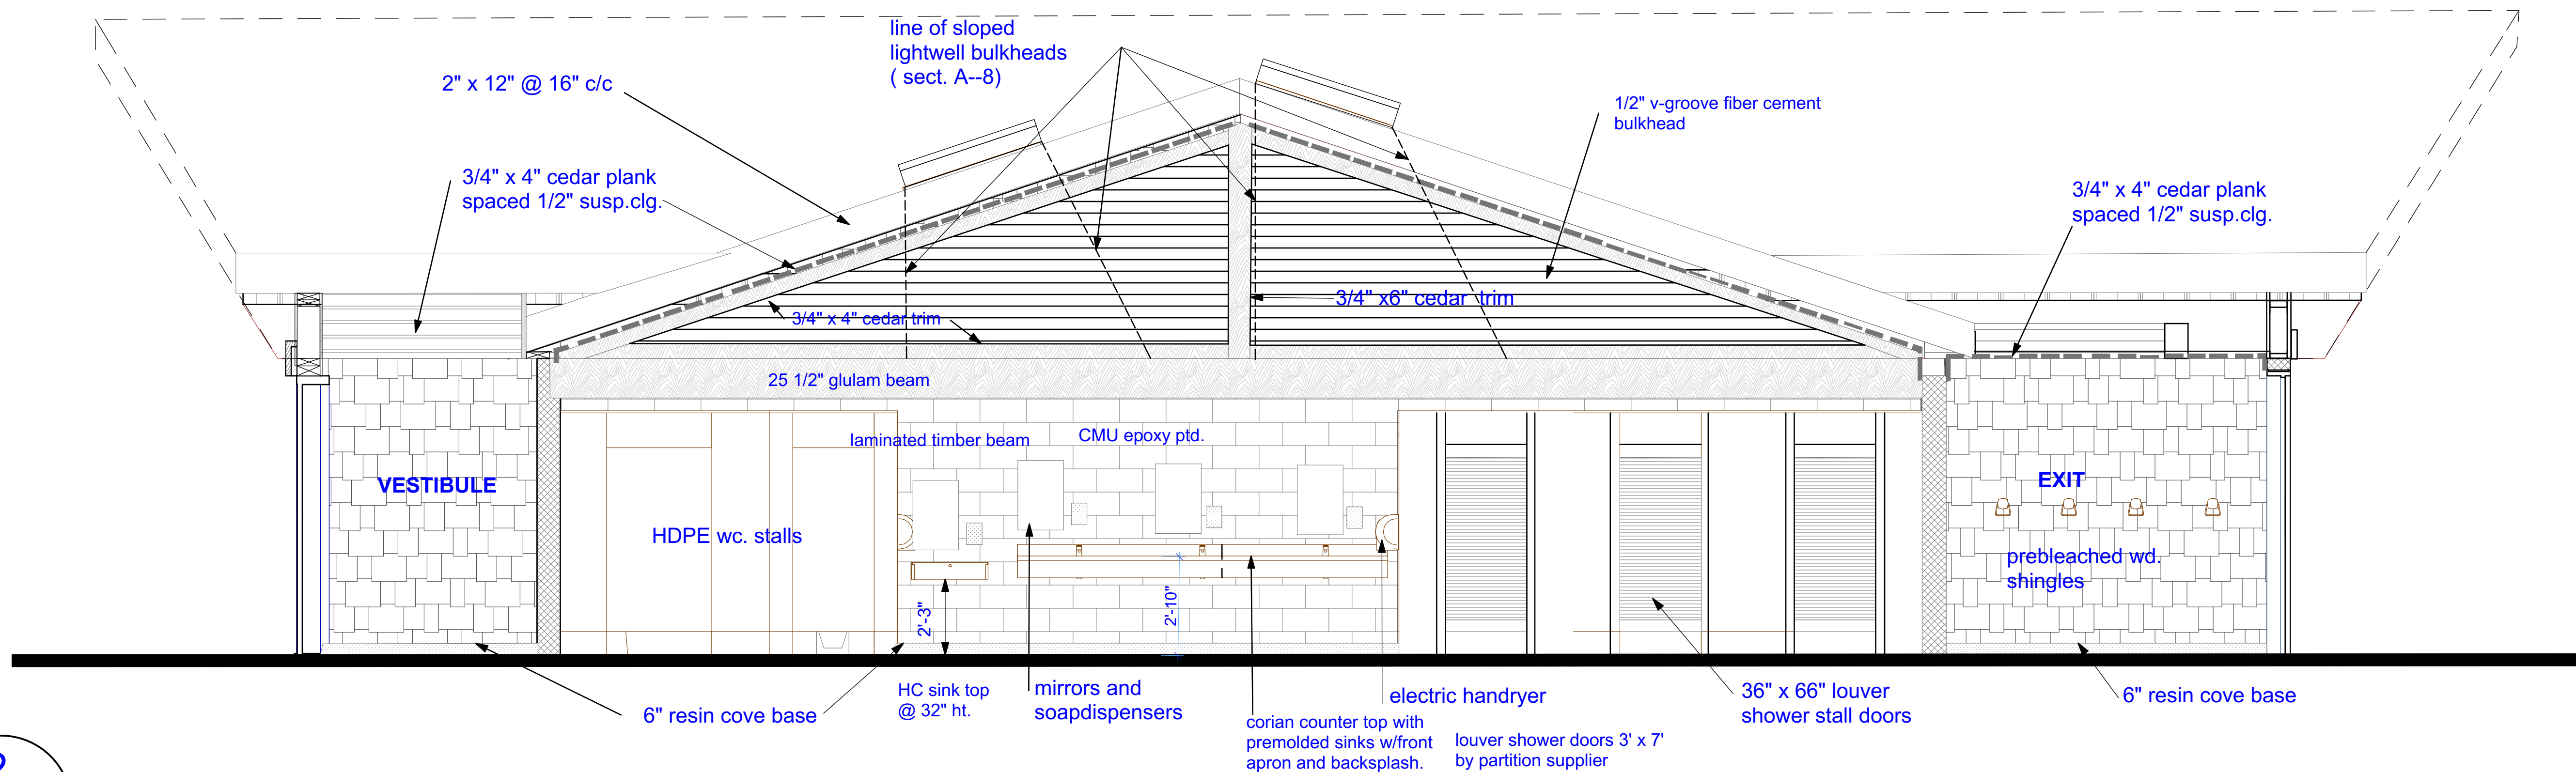 line of sloped
lightwell bulkheads
( sect. A--8)
2" x 12" @ 16" c/c
1/2" v-groove fiber cement
bulkhead
3/4" x 4" cedar plank
spaced 1/2" susp.clg.
3/4" x 4" cedar plank
spaced 1/2" susp.clg.
3/4" x6" cedar trim
3/4" x 4" cedar trim
25 1/2" glulam beam
laminated timber beam
CMU epoxy ptd.
VESTIBULE
EXIT
HDPE wc. stalls
prebleached wd.
shingles
2'-3"
2'-10"
6" resin cove base
HC sink top
@ 32" ht.
mirrors and
soapdispensers
electric handryer
corian counter top with
premolded sinks w/front
apron and backsplash.
louver shower doors 3' x 7'
by partition supplier
36" x 66" louver
shower stall doors
6" resin cove base